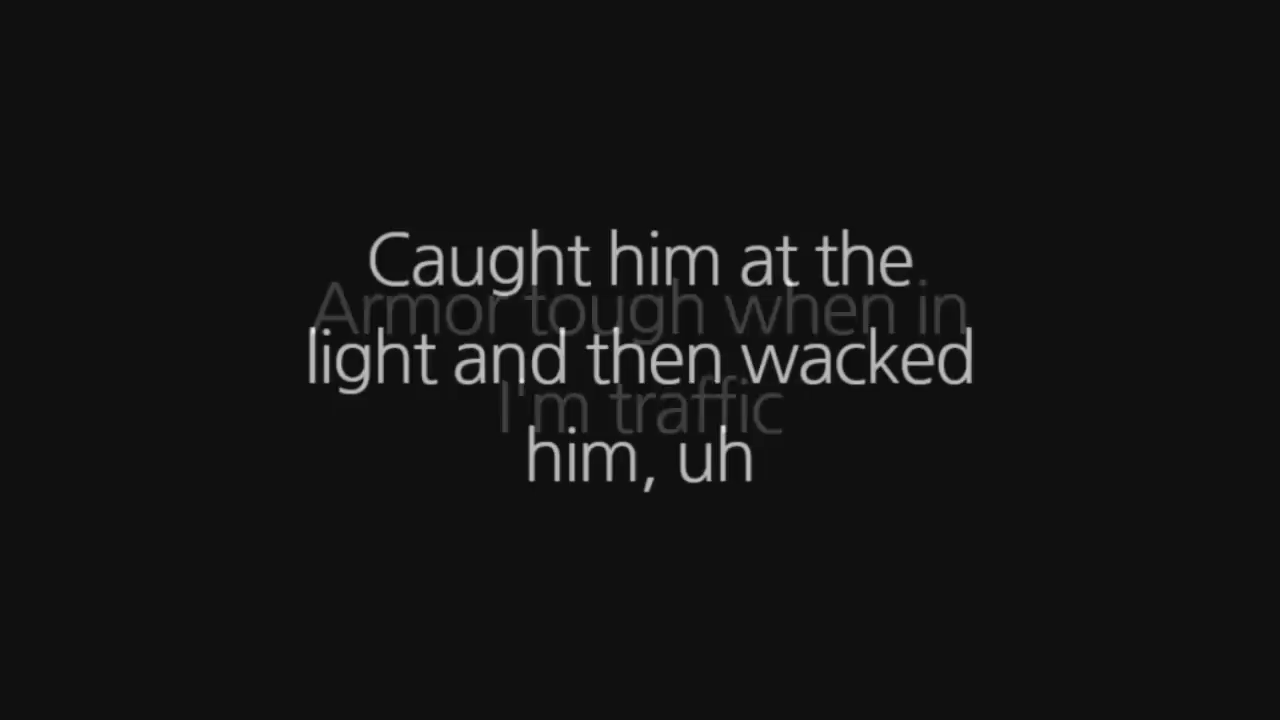 Caught him at the
light and then wacked
him, uh
Armor tough when in
I'm traffic